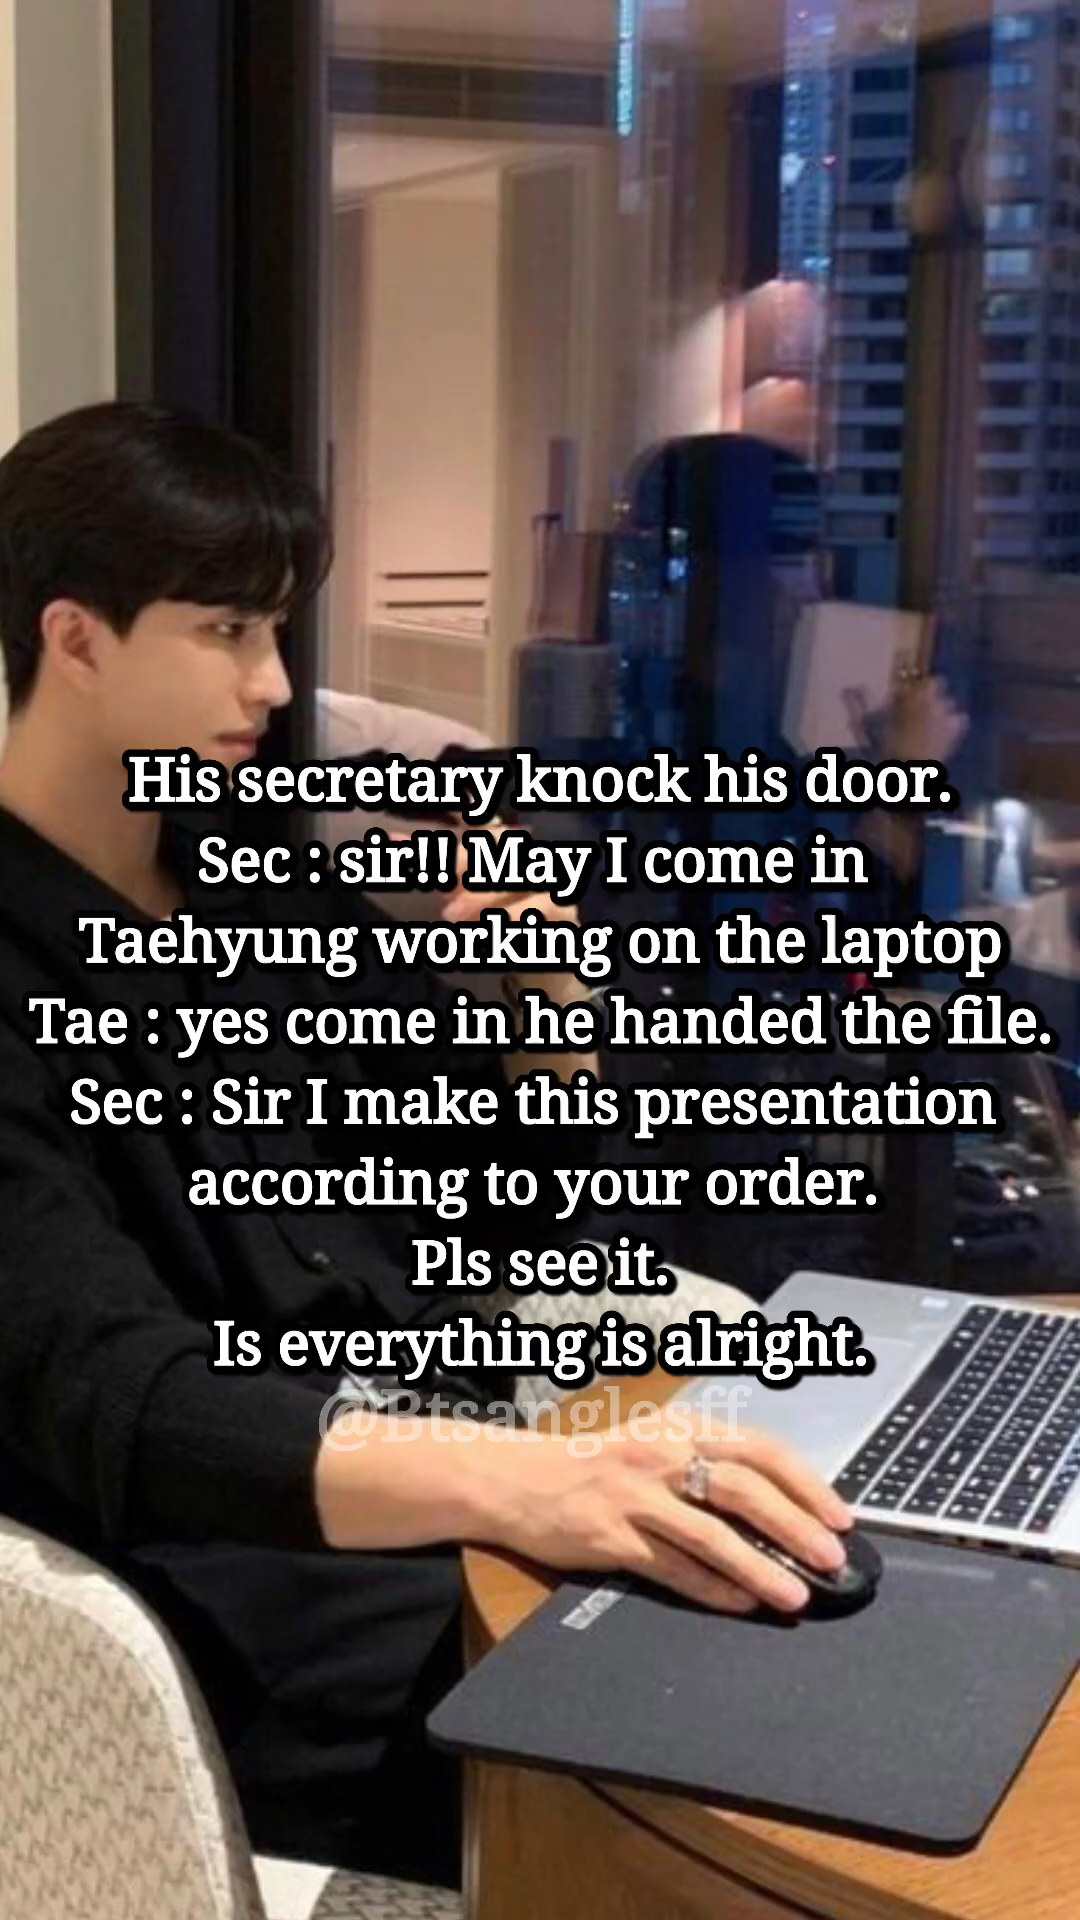 His secretary knock his door.
Sec : sir!! May I come in
Taehyung working on the laptop
Tae : yes come in he handed the file.
Sec : Sir I make this presentation
according to your order.
Pls see it.
Is everything is alright.
@Btsanglesff